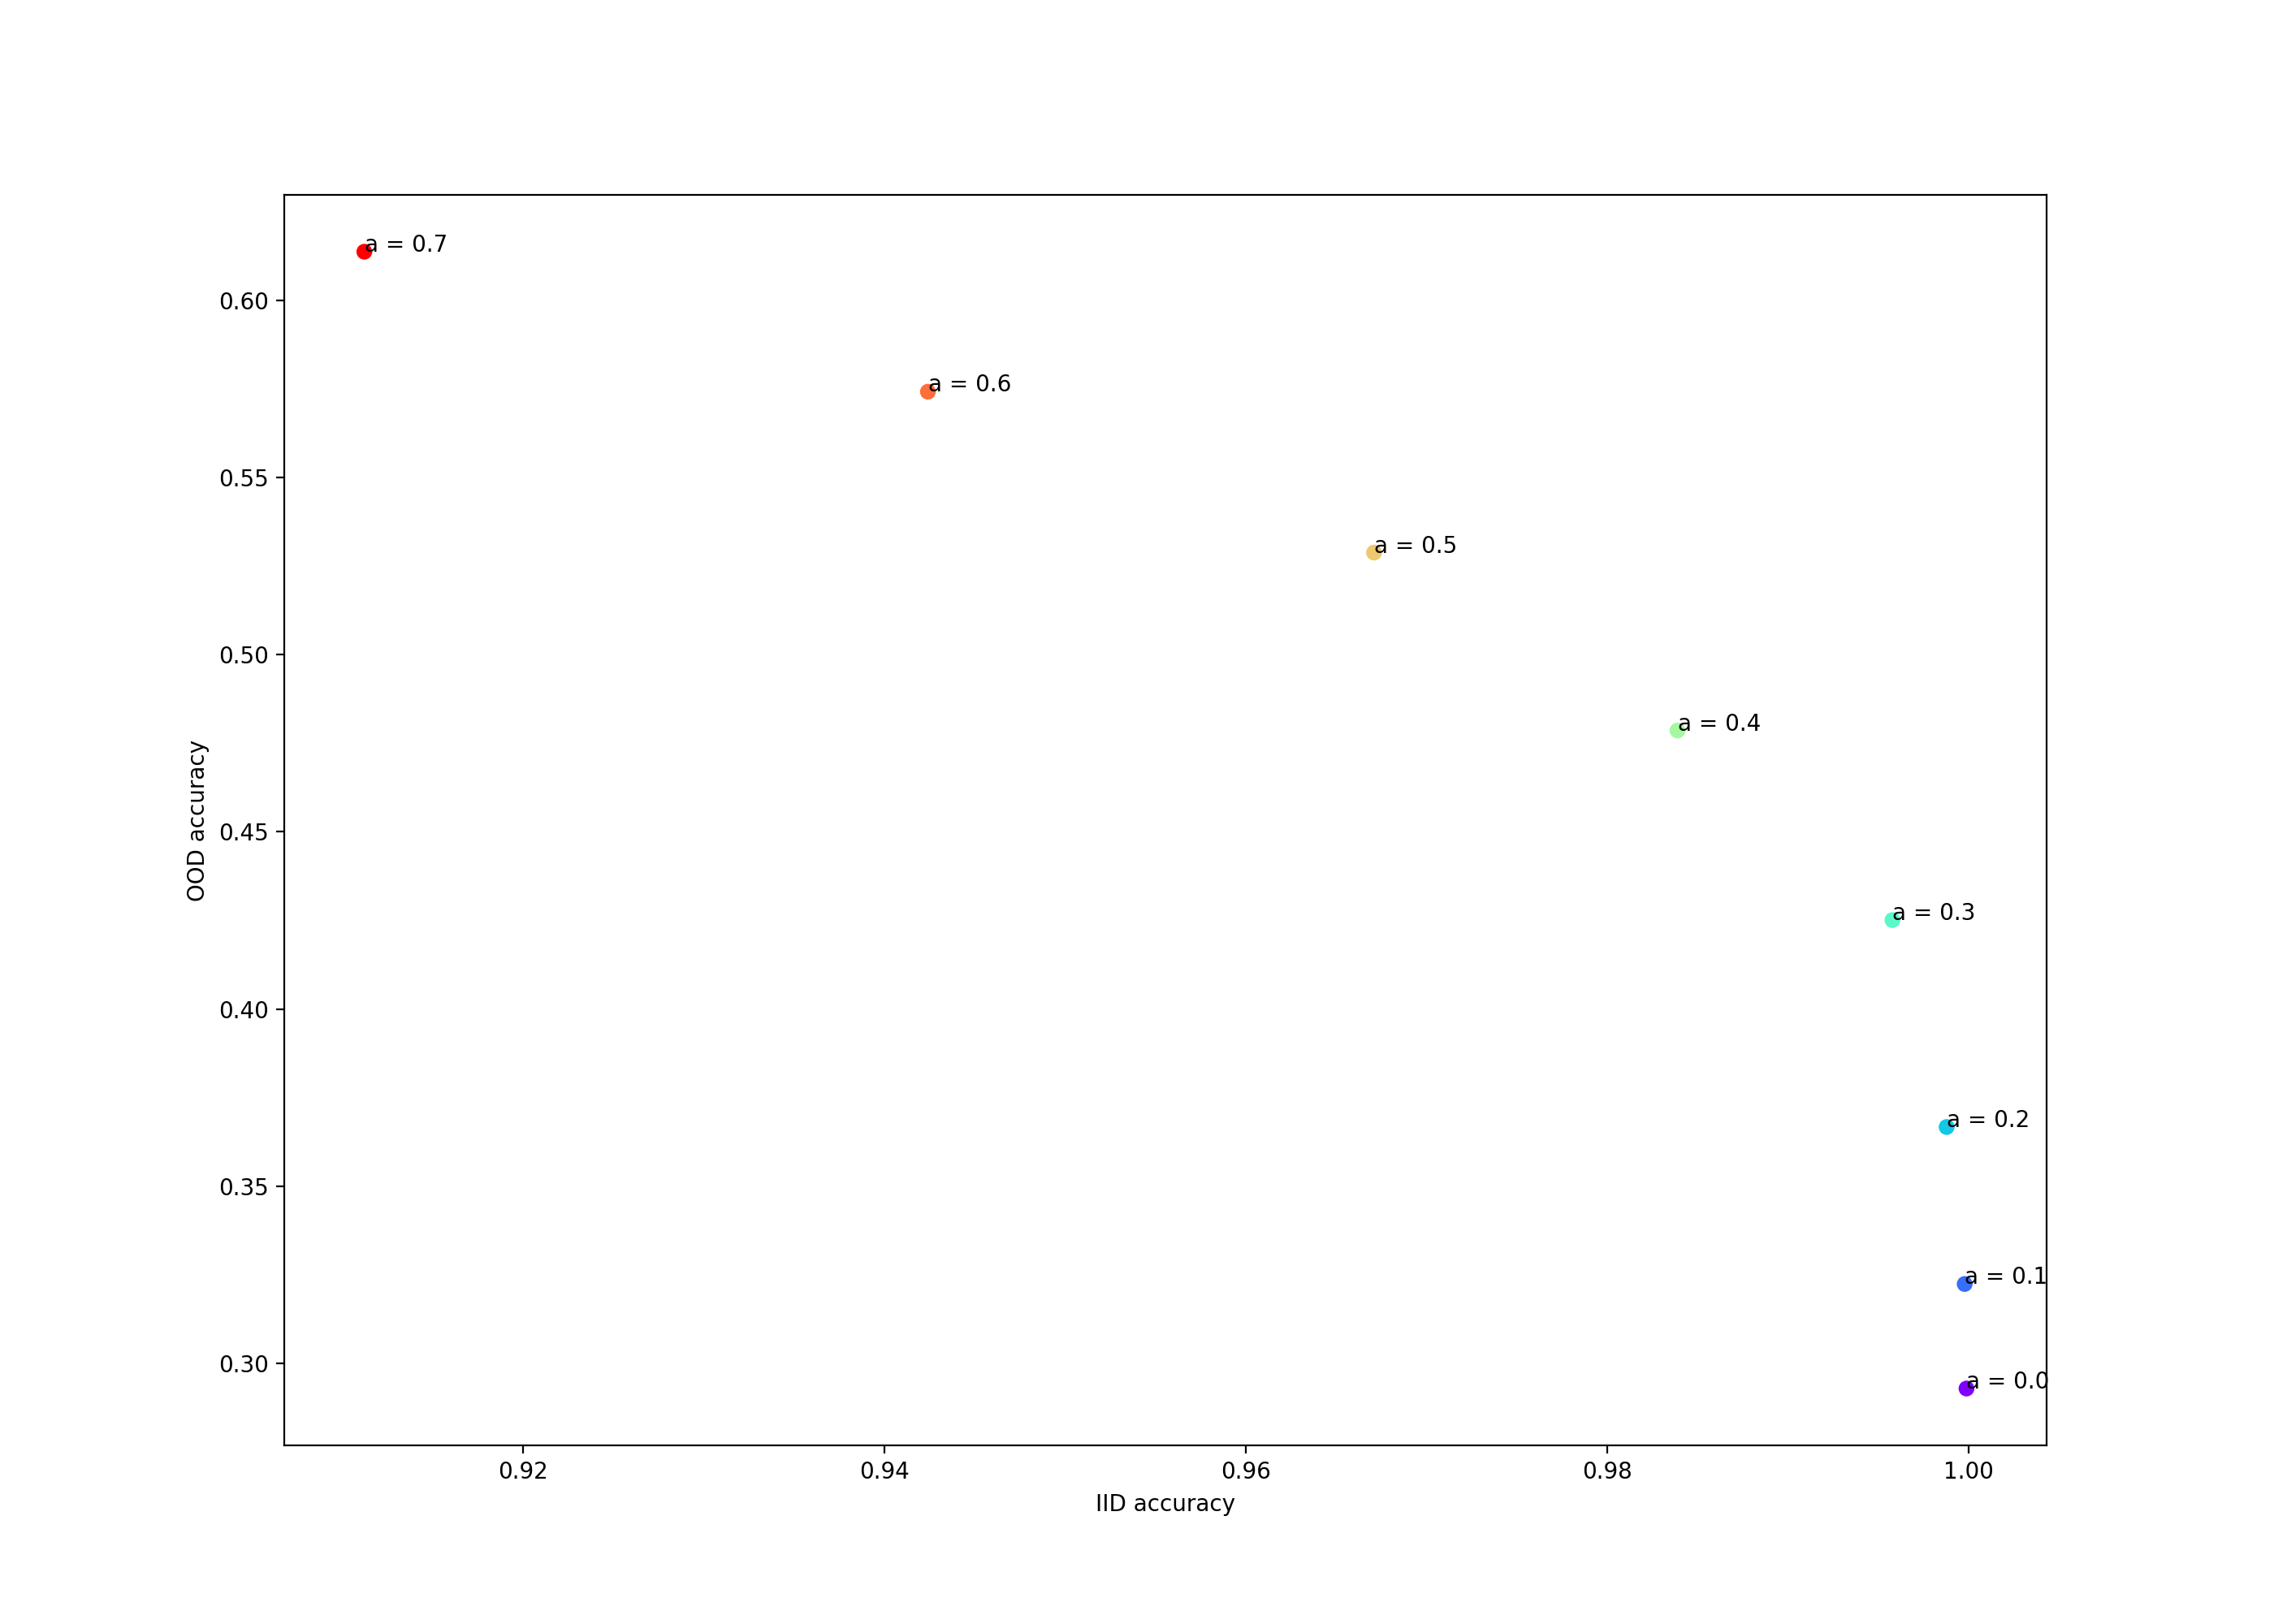 a = 0.7
0.60
a = 0.6
0.55
a = 0.5
0.50
a = 0.4
0.45
OOD accuracy
a = 0.3
0.40
a = 0.2
0.35
a = 0.1
0.30
a = 0.0
0.92 0.94 0.96 0.98 1.00
IID accuracy